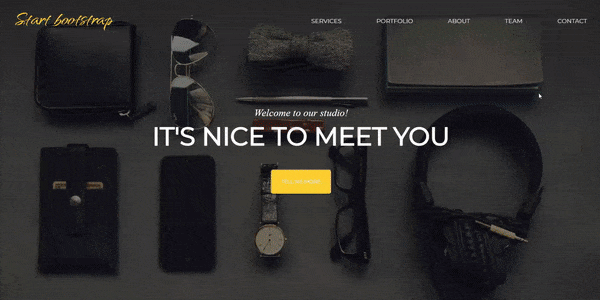 Start bootstrap
SERVICES PORTFOLIO ABOUT TEAM CONTACT
Welcome to our studio!
IT'S NICE TO MEET YOU
TELL ME MORE